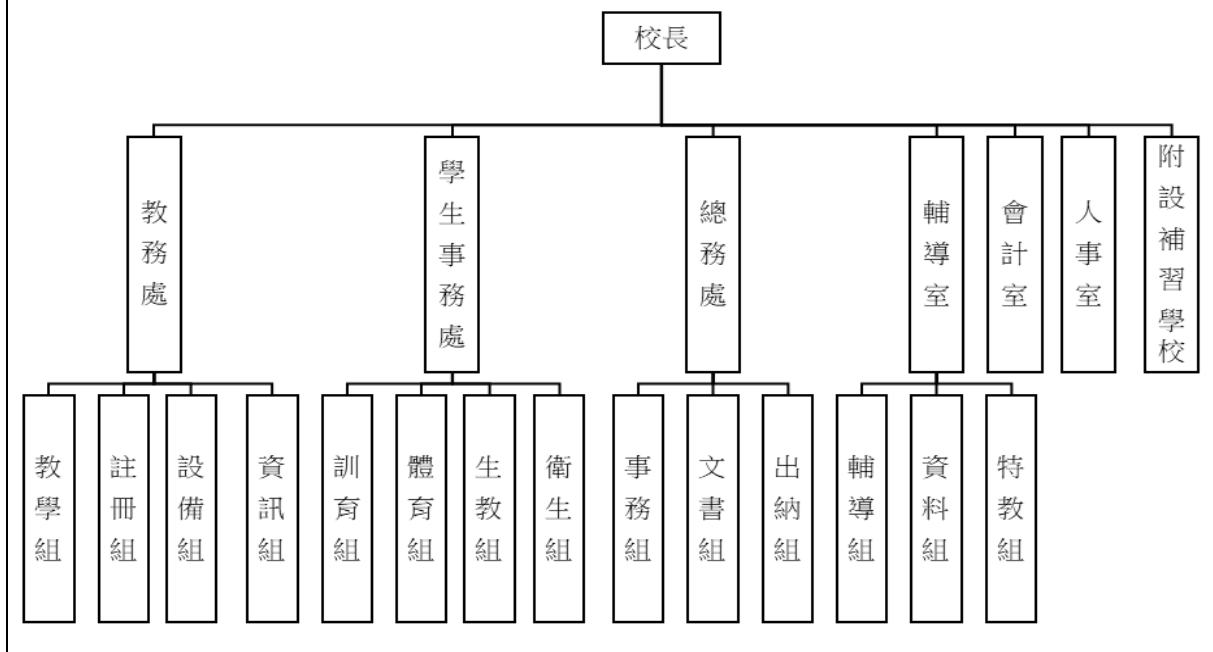 校長
教務處
學生事務處
總務處
輔導室
會計室
人事室
附設補習學校
教學組
註冊組
設備組
資訊組
訓育組
體育組
生教組
衛生組
事務組
文書組
出納組
輔導組
資料組
特教組